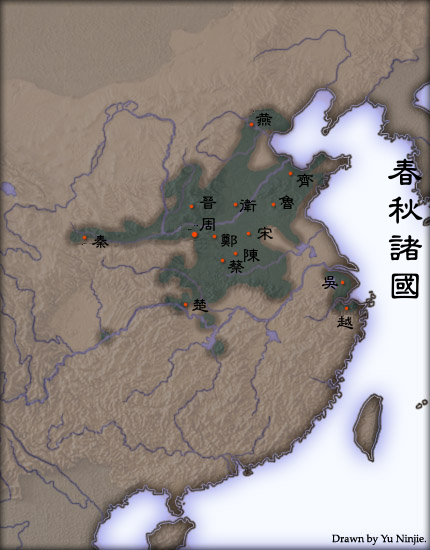 春秋諸國
燕
齊
晉
衛
魯
周
鄭
宋
秦
陳
蔡
吳
楚
越
Drawn by Yu Ninjie.